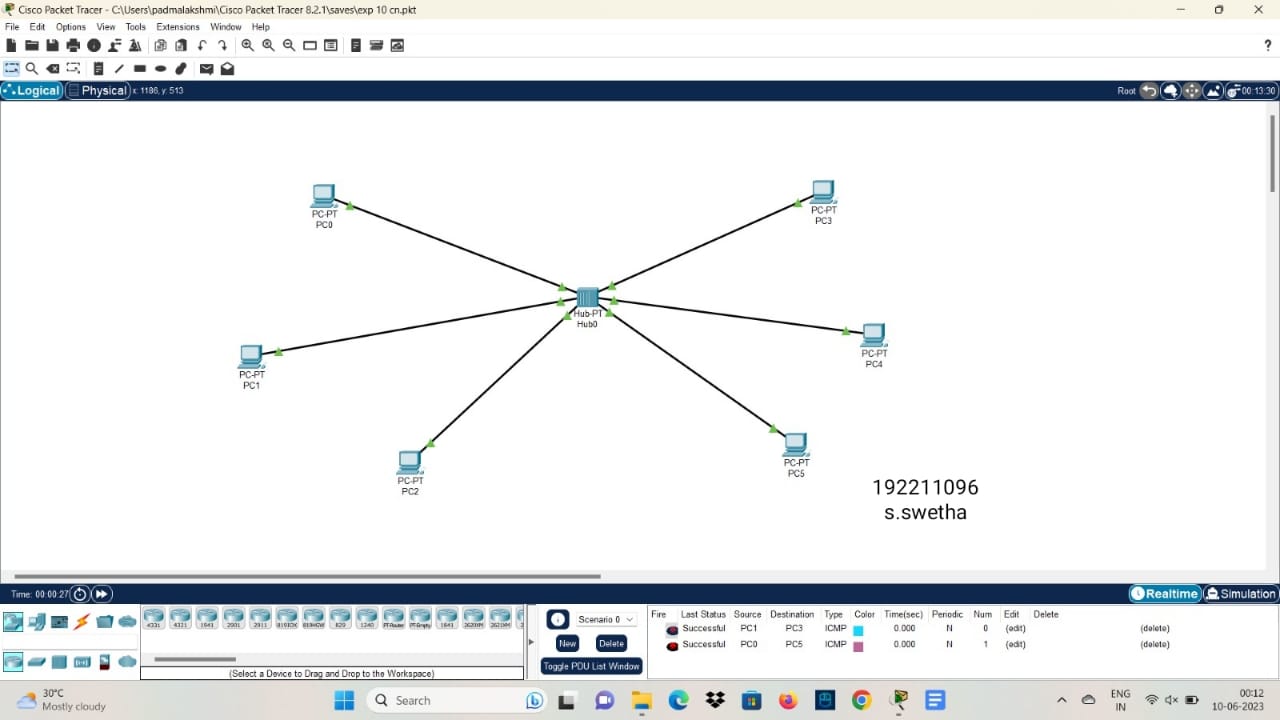 Cisco Packet Tracer - C:\Users\padmalakshmi\Cisco Packet Tracer 8.2.1\saves\exp 10 cn.pkt
File Edit Options View Tools Extensions Window Help
?
Logical Physical x: 1186, y: 513 Root 00:13:30
PC-PT
PC0
PC-PT
PC3
Hub-PT
Hub0
PC-PT
PC4
PC-PT
PC1
PC-PT
PC5
PC-PT
PC2
192211096
s.swetha
Time: 00:00:27 Realtime Simulation
4331 4321 1941 2901 2911 819IOX 819HGW 829 1240 PT-Router PT-Empty 1841 2620XM 2621XM
(Select a Device to Drag and Drop to the Workspace)
Scenario 0
New Delete
Toggle PDU List Window
Fire Last Status Source Destination Type Color Time(sec) Periodic Num Edit Delete
Successful PC1 PC3 ICMP 0.000 N 0 (edit) (delete)
Successful PC0 PC5 ICMP 0.000 N 1 (edit) (delete)
30°C
Mostly cloudy
Search
ENG
IN
00:12
10-06-2023